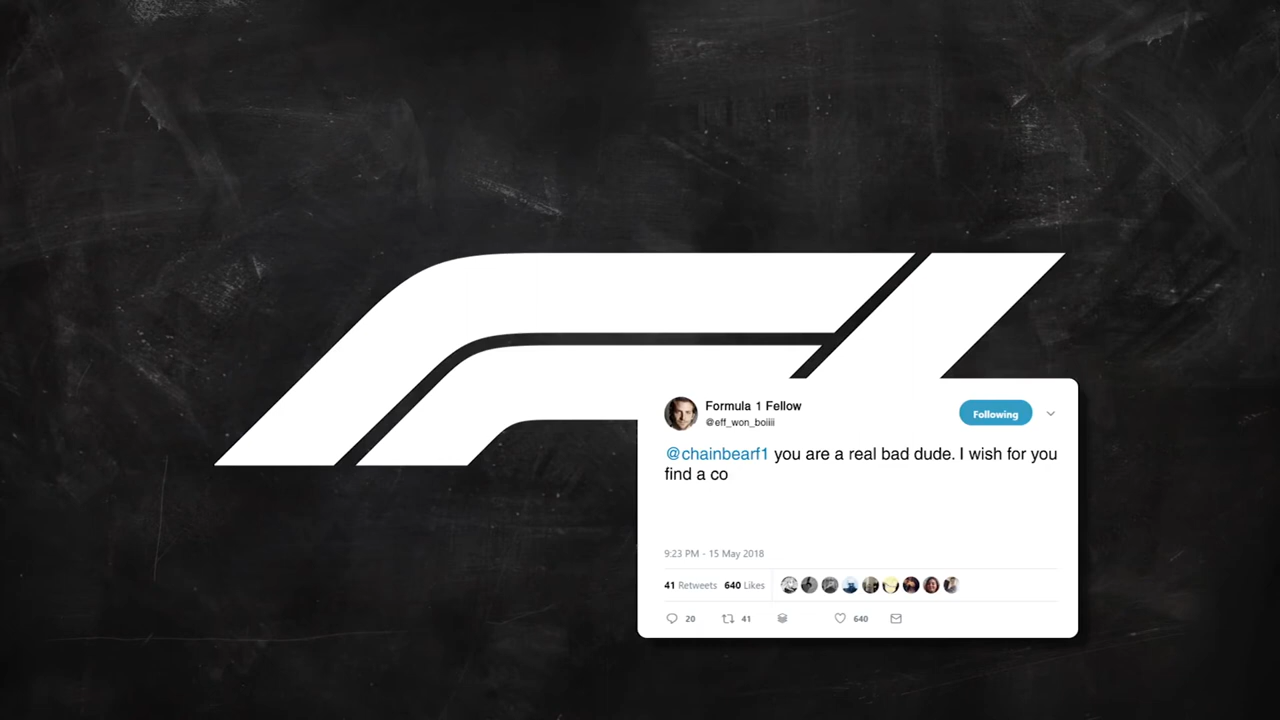 Formula 1 Fellow
@eff_won_boiiii
Following
@chainbearf1 you are a real bad dude. I wish for you
find a co
9:23 PM - 15 May 2018
41 Retweets 640 Likes
20 41 640